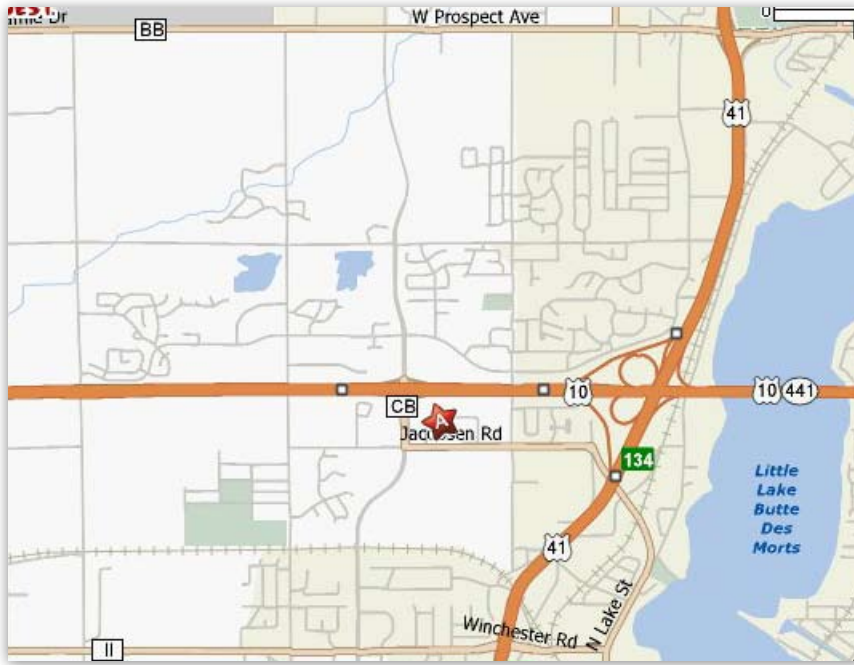 W Prospect Ave
0
BB
41
10
10
441
CB
A
Jacobsen Rd
134
Little
Lake
Butte
Des
Morts
41
N Lake St
Winchester Rd
II